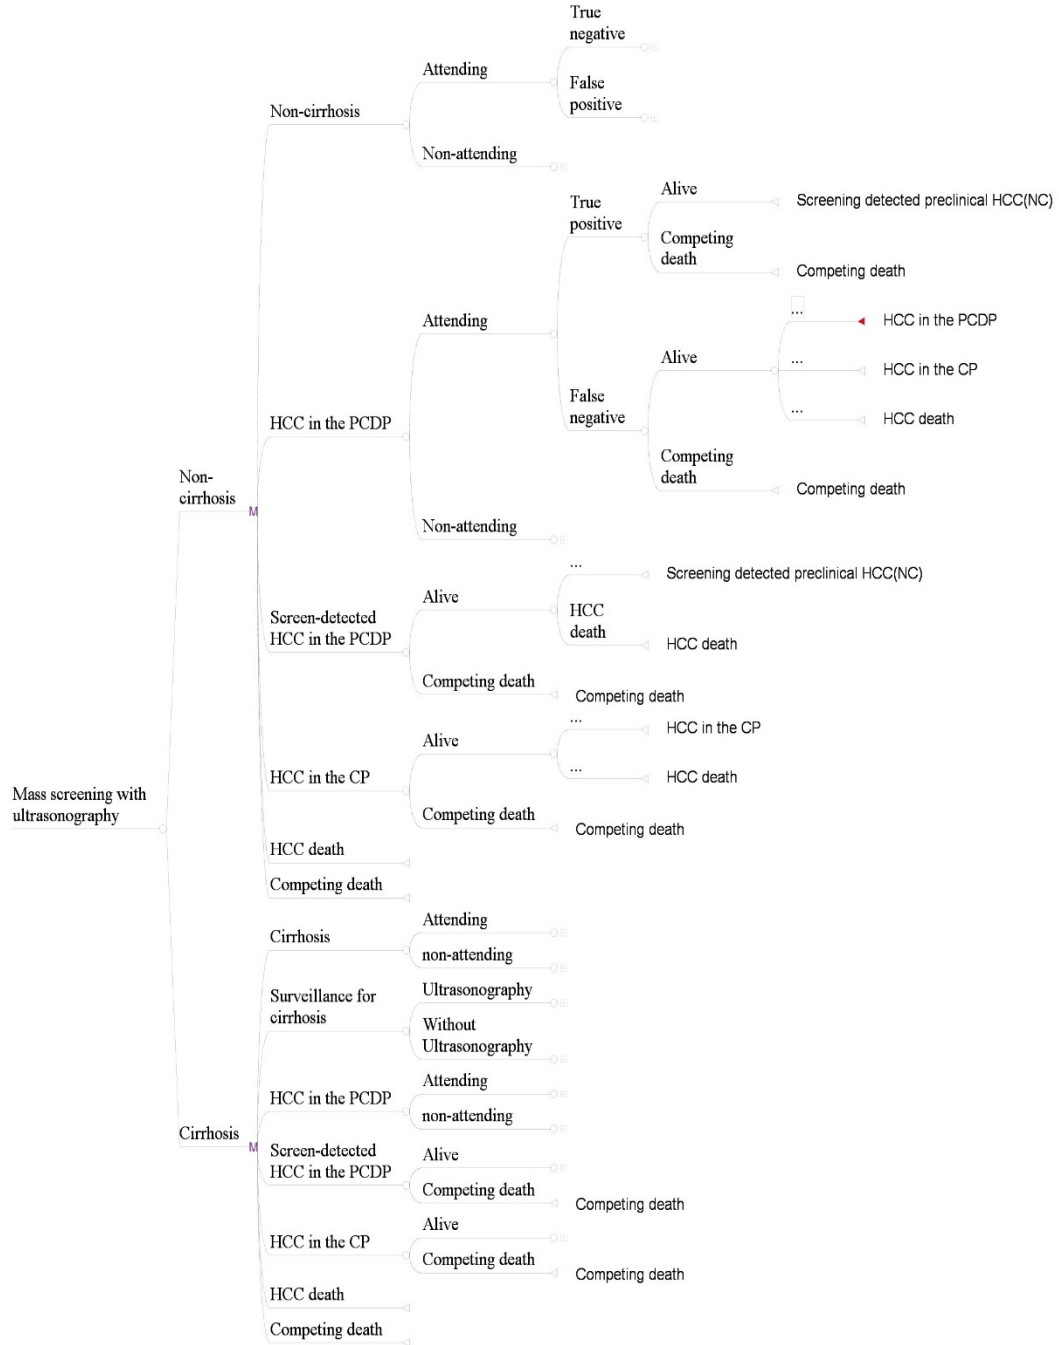 True
negative
Attending
False
positive
Non-cirrhosis
Non-attending
True
positive
Alive
Screening detected preclinical HCC(NC)
Competing
death
Competing death
Attending
...
HCC in the PCDP
Alive
...
HCC in the CP
False
negative
...
HCC death
HCC in the PCDP
Competing
death
Competing death
Non-
cirrhosis
M
Non-attending
...
Screening detected preclinical HCC(NC)
Alive
HCC
death
HCC death
Screen-detected
HCC in the PCDP
Competing death
Competing death
...
HCC in the CP
Alive
...
HCC death
HCC in the CP
Competing death
Competing death
Mass screening with
ultrasonography
HCC death
Competing death
Attending
Cirrhosis
non-attending
Ultrasonography
Surveillance for
cirrhosis
Without
Ultrasonography
Attending
HCC in the PCDP
non-attending
Cirrhosis
M
Screen-detected
HCC in the PCDP
Alive
Competing death
Competing death
Alive
HCC in the CP
Competing death
Competing death
HCC death
Competing death